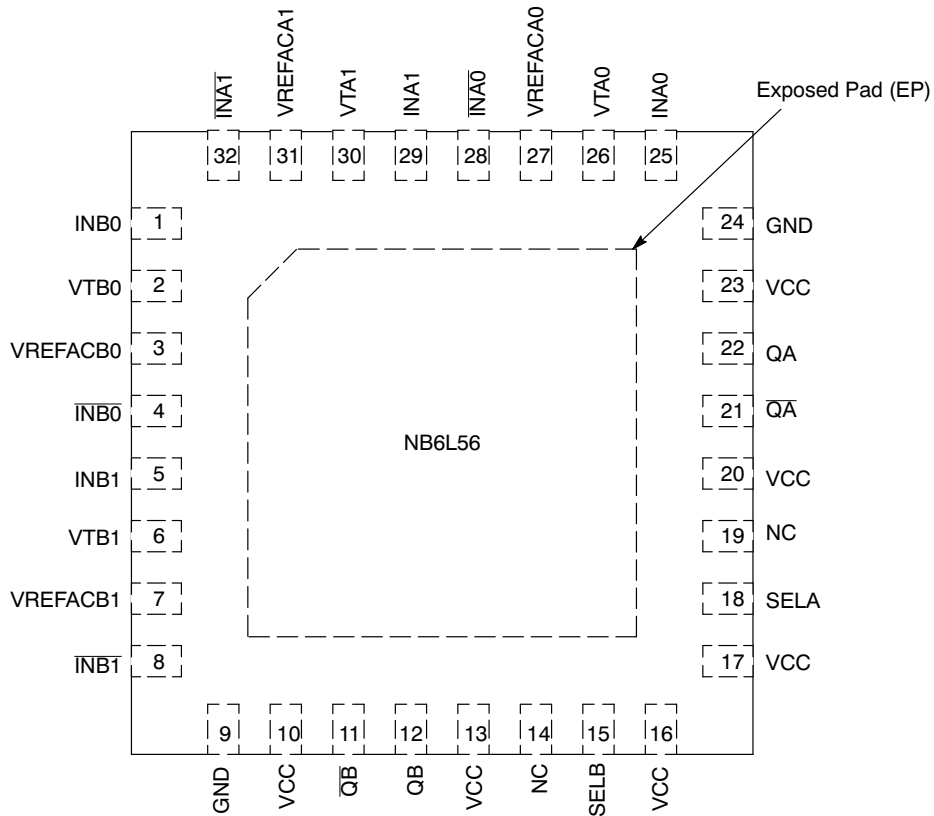 INA1 VREFACA1 VTA1 INA1 INA0 VREFACA0 VTA0 INA0
Exposed Pad (EP)
32 31 30 29 28 27 26 25
INB0 1 24 GND
VTB0 2 23 VCC
VREFACB0 3 22 QA
INB0 4 21 QA
NB6L56
INB1 5 20 VCC
VTB1 6 19 NC
VREFACB1 7 18 SELA
INB1 8 17 VCC
9 10 11 12 13 14 15 16
GND VCC QB QB VCC NC SELB VCC